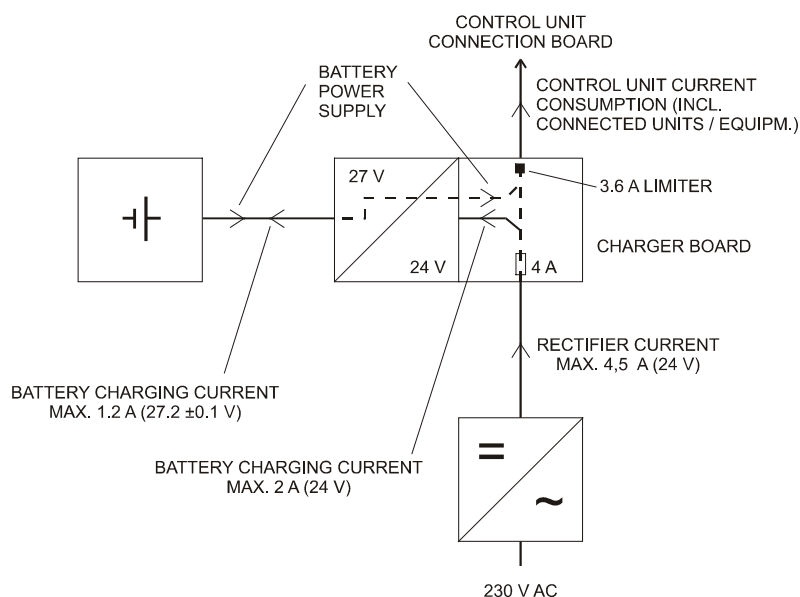 CONTROL UNIT
CONNECTION BOARD
BATTERY
POWER
SUPPLY
CONTROL UNIT CURRENT
CONSUMPTION (INCL.
CONNECTED UNITS / EQUIPM.)
27 V
3.6 A LIMITER
CHARGER BOARD
24 V
4 A
RECTIFIER CURRENT
MAX. 4,5 A (24 V)
BATTERY CHARGING CURRENT
MAX. 1.2 A (27.2 ±0.1 V)
BATTERY CHARGING CURRENT
MAX. 2 A (24 V)
=
~
230 V AC